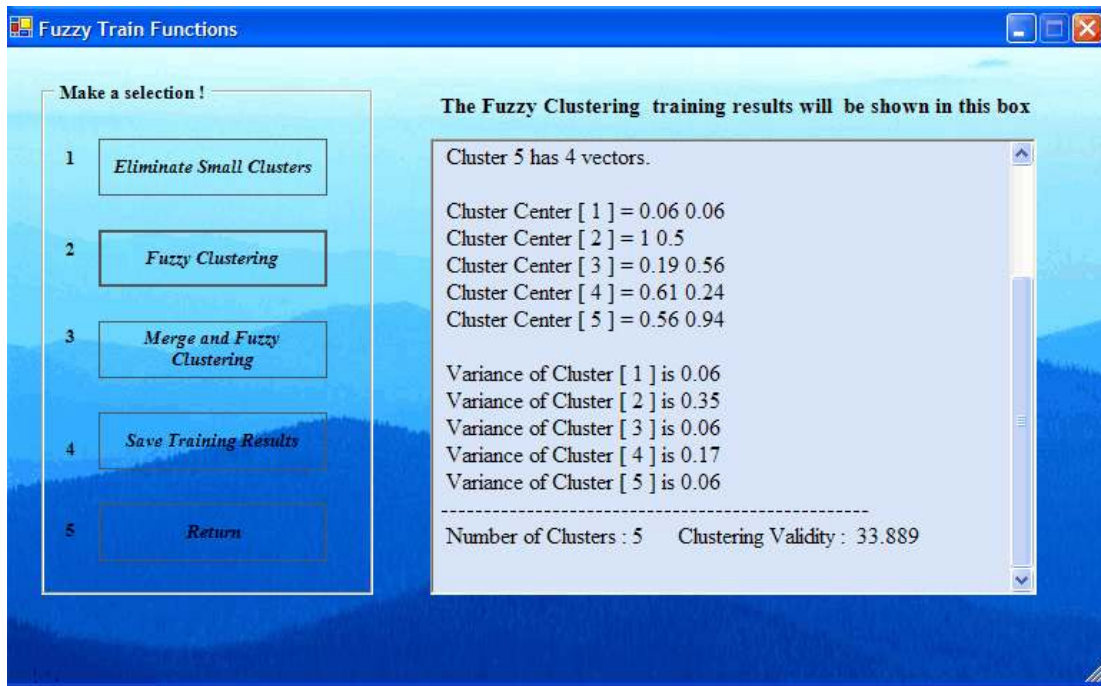 Fuzzy Train Functions
Make a selection !
1 Eliminate Small Clusters
2 Fuzzy Clustering
3 Merge and Fuzzy
Clustering
4 Save Training Results
5 Return
The Fuzzy Clustering training results will be shown in this box
Cluster 5 has 4 vectors.
Cluster Center [ 1 ] = 0.06 0.06
Cluster Center [ 2 ] = 1 0.5
Cluster Center [ 3 ] = 0.19 0.56
Cluster Center [ 4 ] = 0.61 0.24
Cluster Center [ 5 ] = 0.56 0.94
Variance of Cluster [ 1 ] is 0.06
Variance of Cluster [ 2 ] is 0.35
Variance of Cluster [ 3 ] is 0.06
Variance of Cluster [ 4 ] is 0.17
Variance of Cluster [ 5 ] is 0.06
----------------------------------------------------
Number of Clusters : 5 Clustering Validity : 33.889